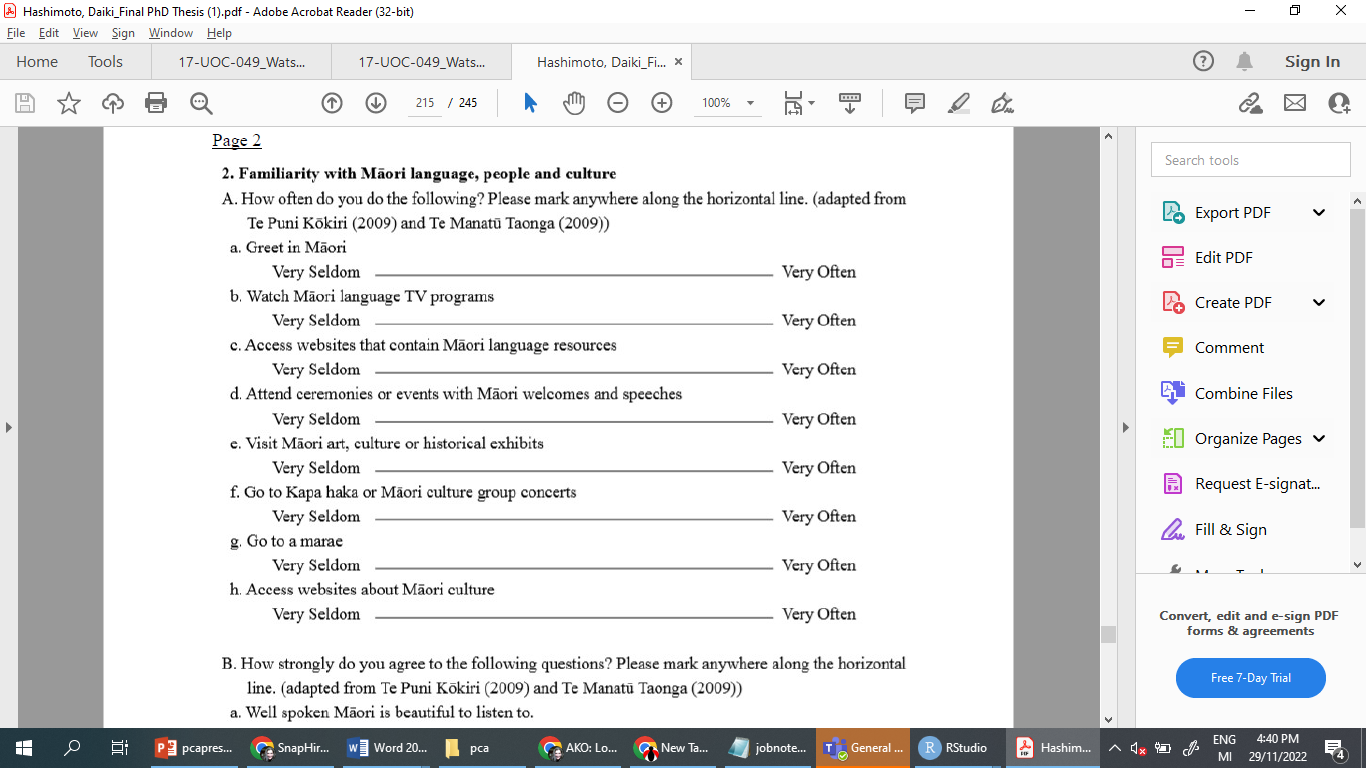 Hashimoto, Daiki_Final PhD Thesis (1).pdf - Adobe Acrobat Reader (32-bit)
File Edit View Sign Window Help
Home Tools 17-UOC-049_Wats... 17-UOC-049_Wats... Hashimoto, Daiki_Fi... × Sign In
215 / 245 100%
Page 2
2. Familiarity with Māori language, people and culture
A. How often do you do the following? Please mark anywhere along the horizontal line. (adapted from
Te Puni Kōkiri (2009) and Te Manatū Taonga (2009))
a. Greet in Māori
Very Seldom Very Often
b. Watch Māori language TV programs
Very Seldom Very Often
c. Access websites that contain Māori language resources
Very Seldom Very Often
d. Attend ceremonies or events with Māori welcomes and speeches
Very Seldom Very Often
e. Visit Māori art, culture or historical exhibits
Very Seldom Very Often
f. Go to Kapa haka or Māori culture group concerts
Very Seldom Very Often
g. Go to a marae
Very Seldom Very Often
h. Access websites about Māori culture
Very Seldom Very Often
B. How strongly do you agree to the following questions? Please mark anywhere along the horizontal
line. (adapted from Te Puni Kōkiri (2009) and Te Manatū Taonga (2009))
a. Well spoken Māori is beautiful to listen to.
Search tools
Export PDF
Edit PDF
Create PDF
Comment
Combine Files
Organize Pages
Request E-signat...
Fill & Sign
Convert, edit and e-sign PDF
forms & agreements
Free 7-Day Trial
pcapres... SnapHir... Word 20... pca AKO: Lo... New Ta... jobnote... General ... RStudio Hashim... ENG 4:40 PM
MI 29/11/2022 4